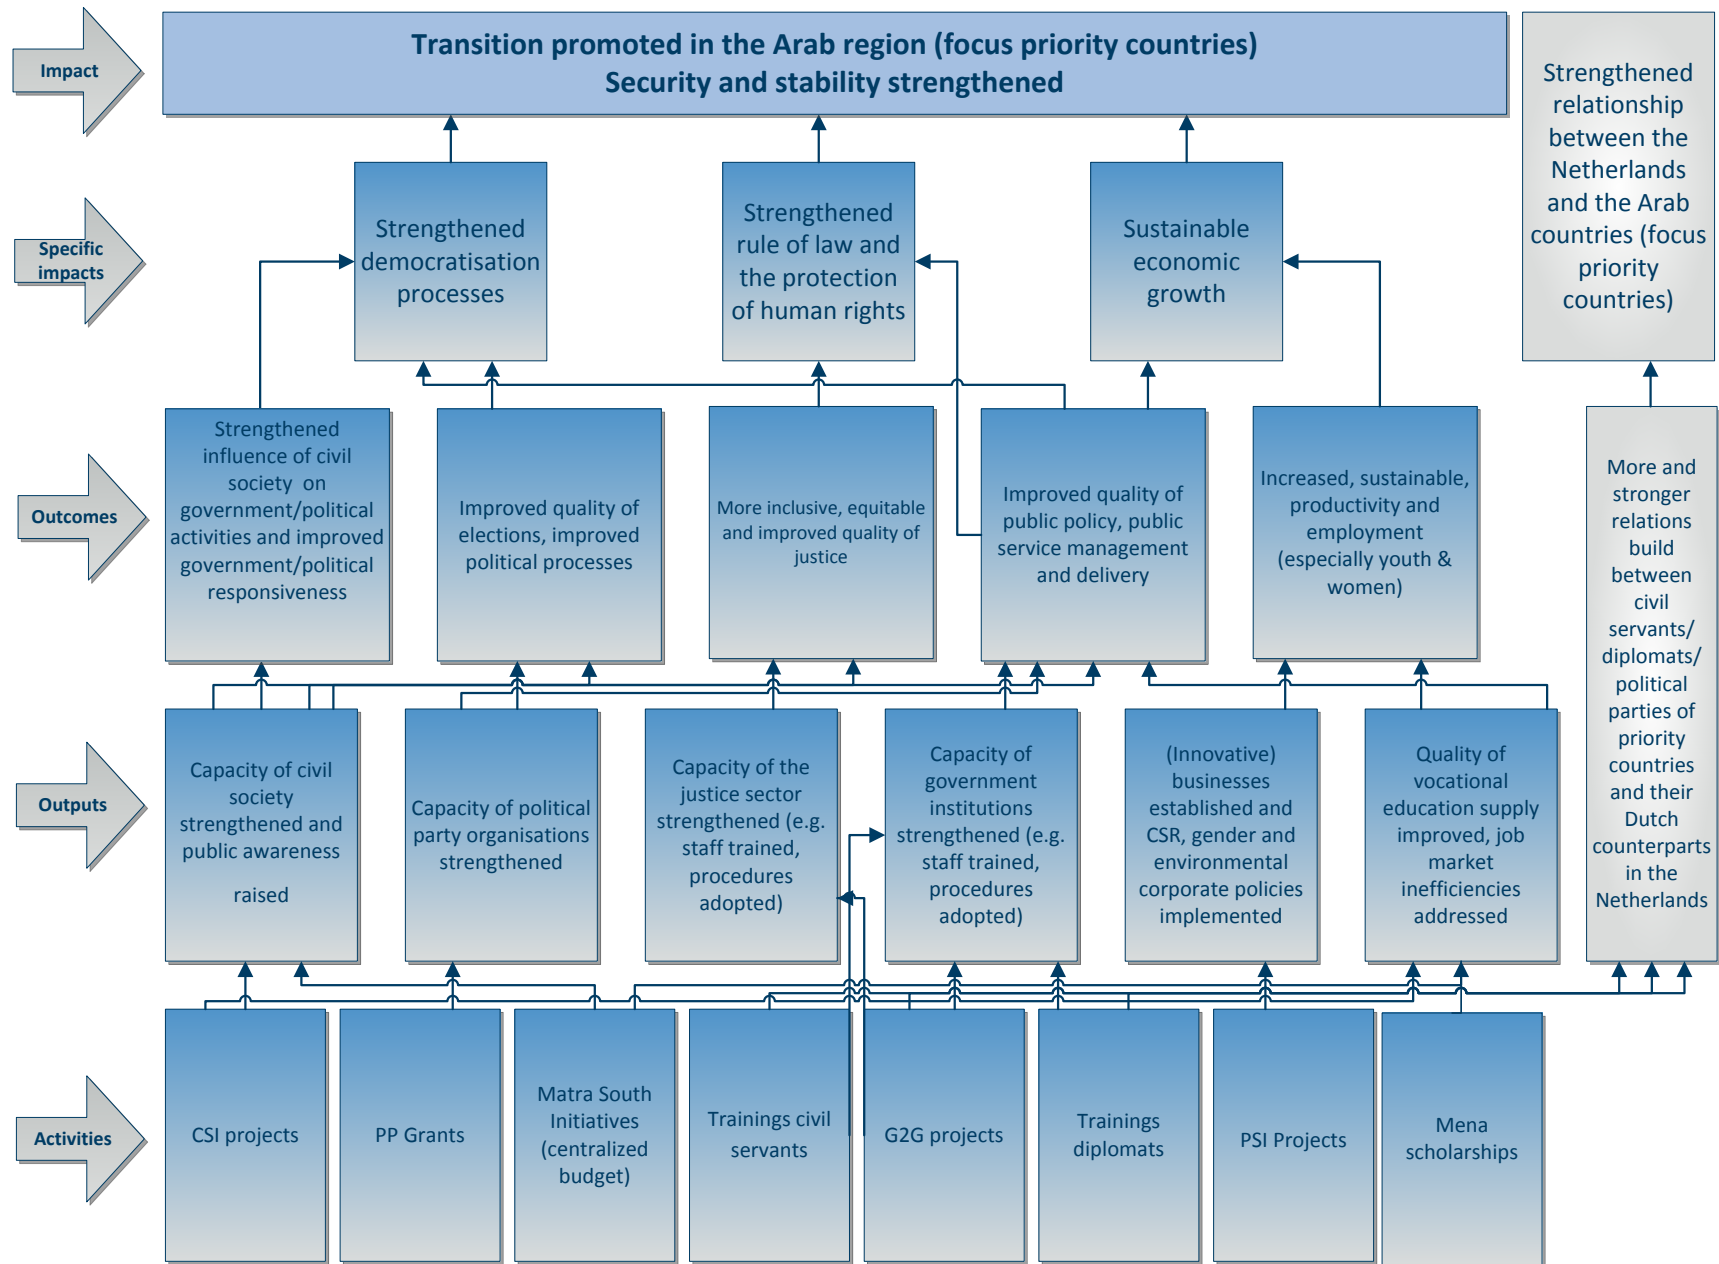 Impact
Transition promoted in the Arab region (focus priority countries)
Security and stability strengthened
Strengthened
relationship
between the
Netherlands
and the Arab
countries (focus
priority
countries)
Specific
impacts
Strengthened
democratisation
processes
Strengthened
rule of law and
the protection
of human rights
Sustainable
economic
growth
Outcomes
Strengthened
influence of civil
society on
government/political
activities and improved
government/political
responsiveness
Improved quality of
elections, improved
political processes
More inclusive, equitable
and improved quality of
justice
Improved quality of
public policy, public
service management
and delivery
Increased, sustainable,
productivity and
employment
(especially youth &
women)
More and
stronger
relations
build
between
civil
servants/
diplomats/
political
parties of
priority
countries
and their
Dutch
counterparts
in the
Netherlands
Outputs
Capacity of civil
society
strengthened and
public awareness
raised
Capacity of political
party organisations
strengthened
Capacity of the
justice sector
strengthened (e.g.
staff trained,
procedures
adopted)
Capacity of
government
institutions
strengthened (e.g.
staff trained,
procedures
adopted)
(Innovative)
businesses
established and
CSR, gender and
environmental
corporate policies
implemented
Quality of
vocational
education supply
improved, job
market
inefficiencies
addressed
Activities
CSI projects
PP Grants
Matra South
Initiatives
(centralized
budget)
Trainings civil
servants
G2G projects
Trainings
diplomats
PSI Projects
Mena
scholarships